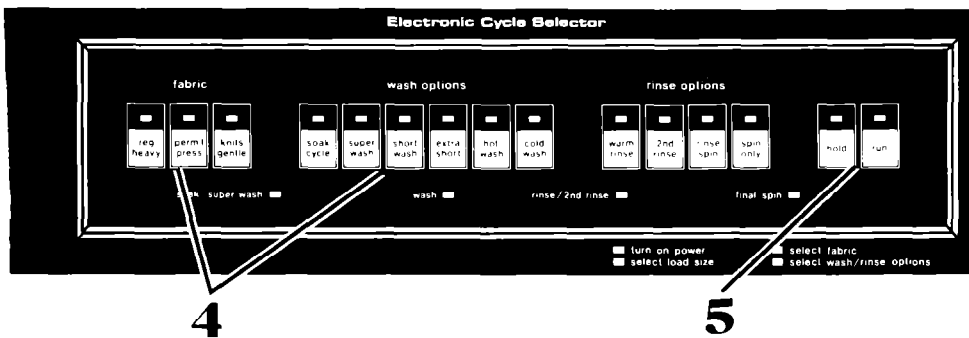 Electronic Cycle Selector
fabric wash options rinse options
reg heavy
perm't press
knits gentle
soak cycle
super wash
short wash
extra short
hot wash
cold wash
warm rinse
2nd rinse
rinse spin
spin only
hold
run
super wash wash rinse/2nd rinse final spin
turn on power select fabric
select load size select wash/rinse options
4 5